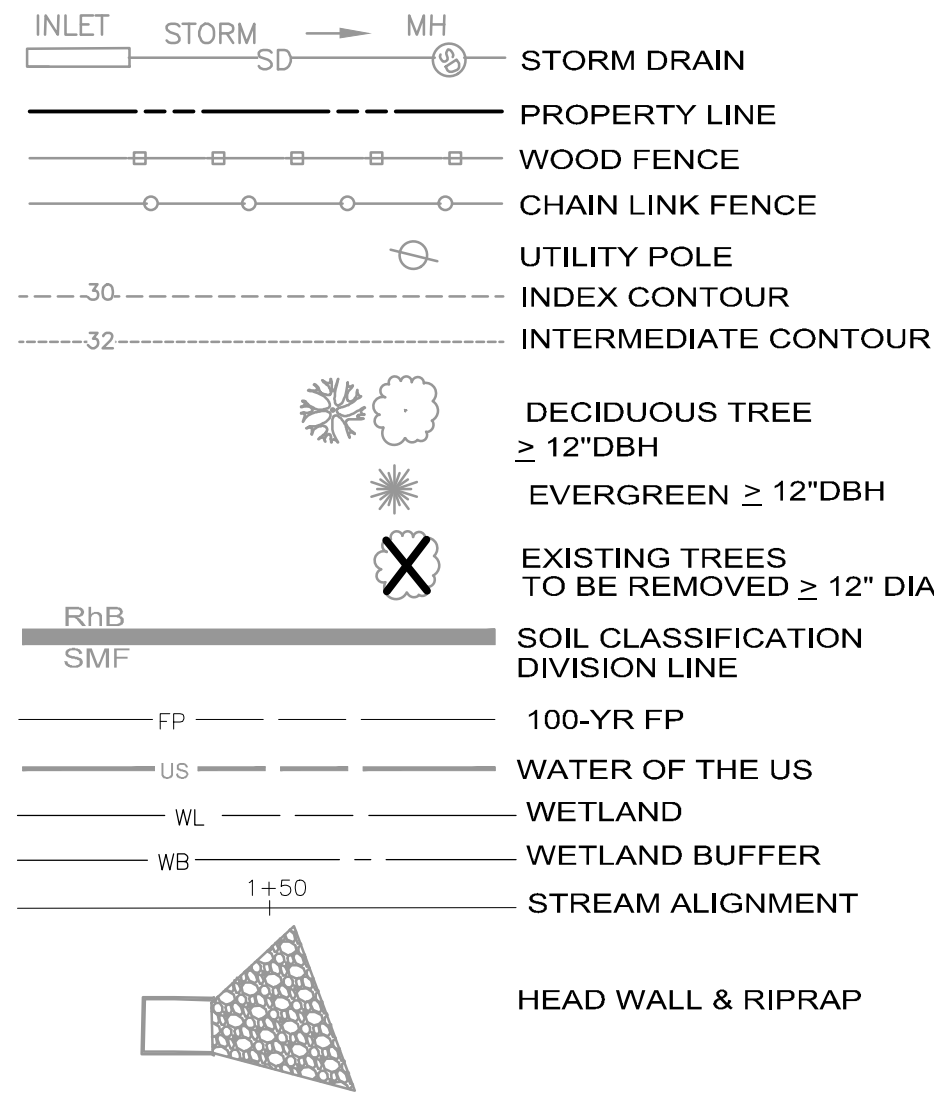 INLET STORM MH
SD SD STORM DRAIN
PROPERTY LINE
WOOD FENCE
CHAIN LINK FENCE
UTILITY POLE
30 INDEX CONTOUR
32 INTERMEDIATE CONTOUR
DECIDUOUS TREE
≥ 12"DBH
EVERGREEN ≥ 12"DBH
EXISTING TREES
TO BE REMOVED ≥ 12" DIA
RhB
SMF
SOIL CLASSIFICATION
DIVISION LINE
FP 100-YR FP
US WATER OF THE US
WL WETLAND
WB WETLAND BUFFER
1+50
STREAM ALIGNMENT
HEAD WALL & RIPRAP